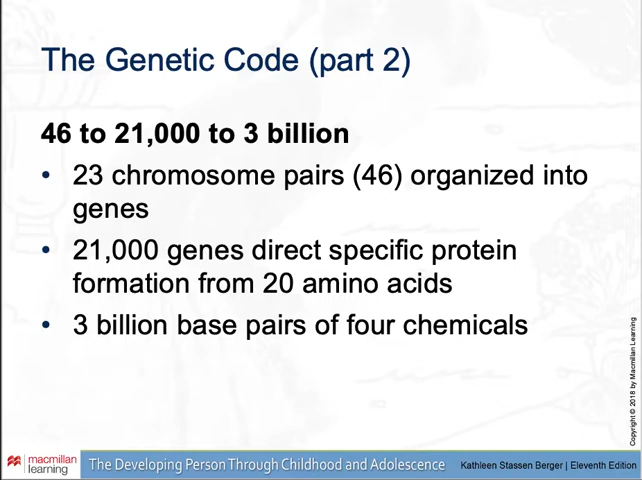 The Genetic Code (part 2)
46 to 21,000 to 3 billion
• 23 chromosome pairs (46) organized into
genes
• 21,000 genes direct specific protein
formation from 20 amino acids
• 3 billion base pairs of four chemicals
Copyright © 2018 by Macmillan Learning
macmillan
learning
The Developing Person Through Childhood and Adolescence
Kathleen Stassen Berger | Eleventh Edition